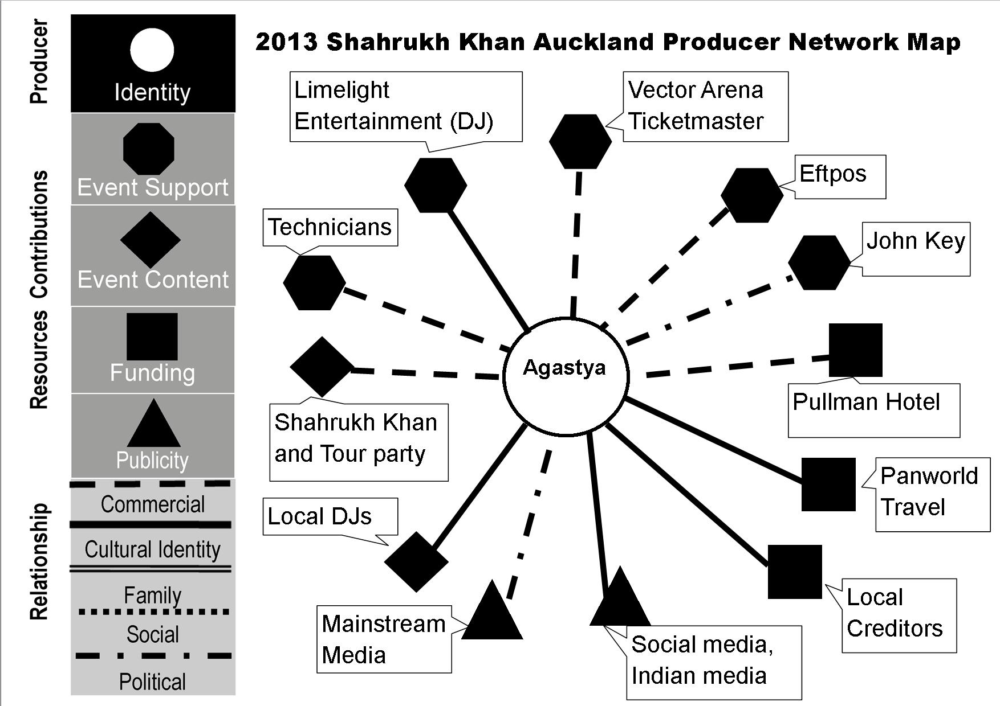 2013 Shahrukh Khan Auckland Producer Network Map
Producer
Identity
Resources Contributions
Event Support
Event Content
Funding
Publicity
Relationship
Commercial
Cultural Identity
Family
Social
Political
Limelight
Entertainment (DJ)
Vector Arena
Ticketmaster
Eftpos
John Key
Technicians
Agastya
Pullman Hotel
Shahrukh Khan
and Tour party
Panworld
Travel
Local DJs
Local
Creditors
Mainstream
Media
Social media,
Indian media